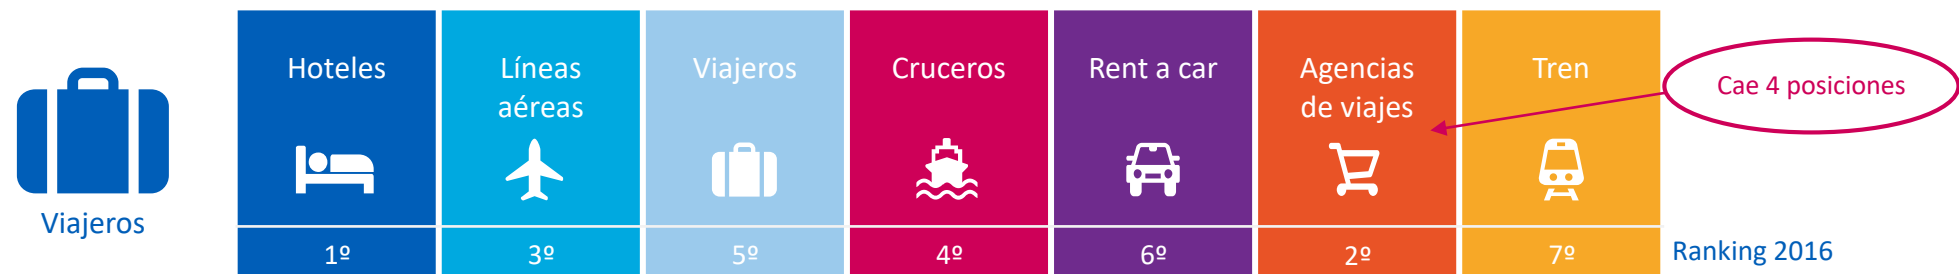 Hoteles
Líneas
aéreas
Viajeros
Cruceros
Rent a car
Agencias
de viajes
Tren
Cae 4 posiciones
Viajeros
1º
3º
5º
4º
6º
2º
7º
Ranking 2016